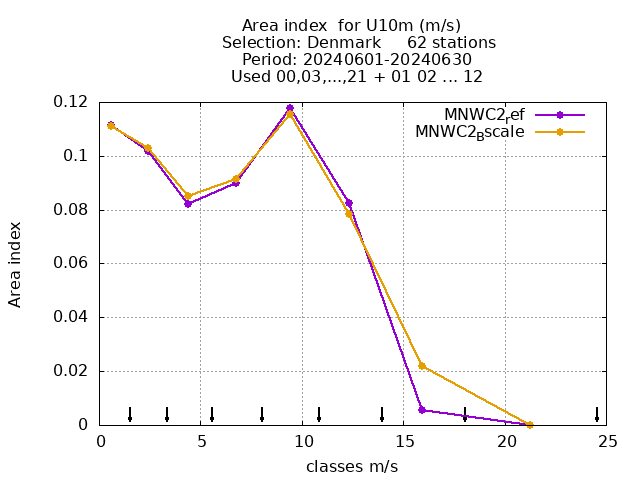 Area index  for U10m (m/s)
Selection: Denmark     62 stations
Period: 20240601-20240630
Used 00,03,...,21 + 01 02 ... 12
MNWC2ref
MNWC2Bscale
0.12
0.1
0.08
0.06
0.04
0.02
0
Area index
0 5 10 15 20 25
classes m/s